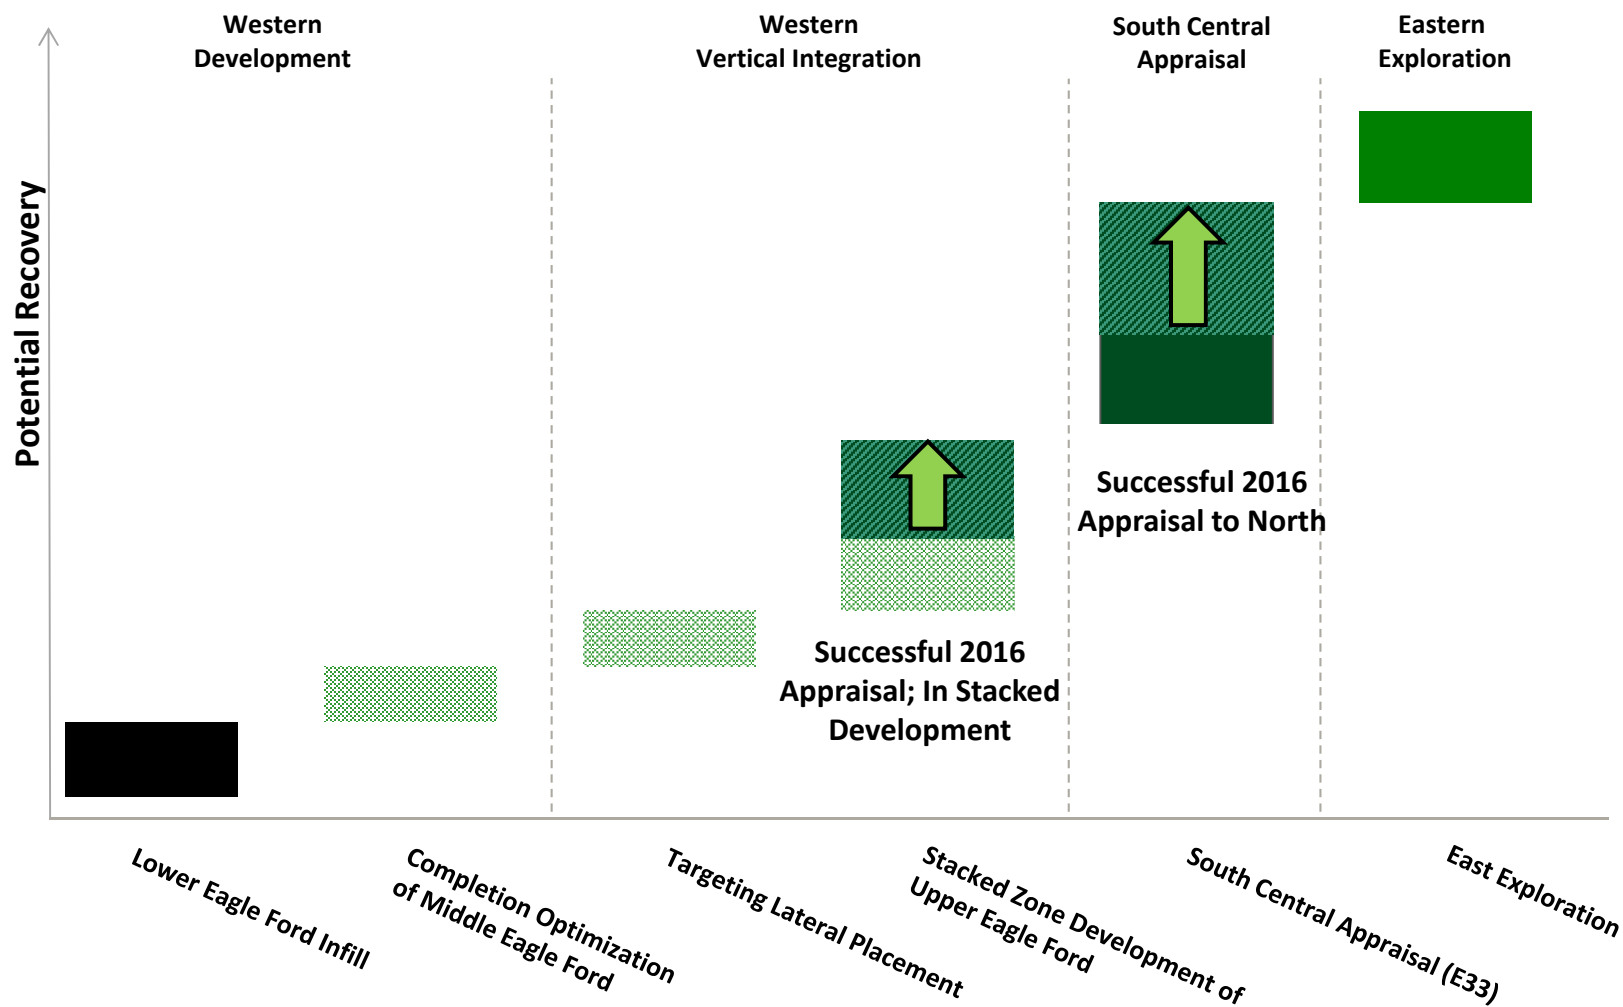 Western
Development
Western
Vertical Integration
South Central
Appraisal
Eastern
Exploration
Potential Recovery
Successful 2016
Appraisal to North
Successful 2016
Appraisal; In Stacked
Development
Lower Eagle Ford Infill
Completion Optimization
of Middle Eagle Ford
Targeting Lateral Placement
Stacked Zone Development of
Upper Eagle Ford
South Central Appraisal (E33)
East Exploration